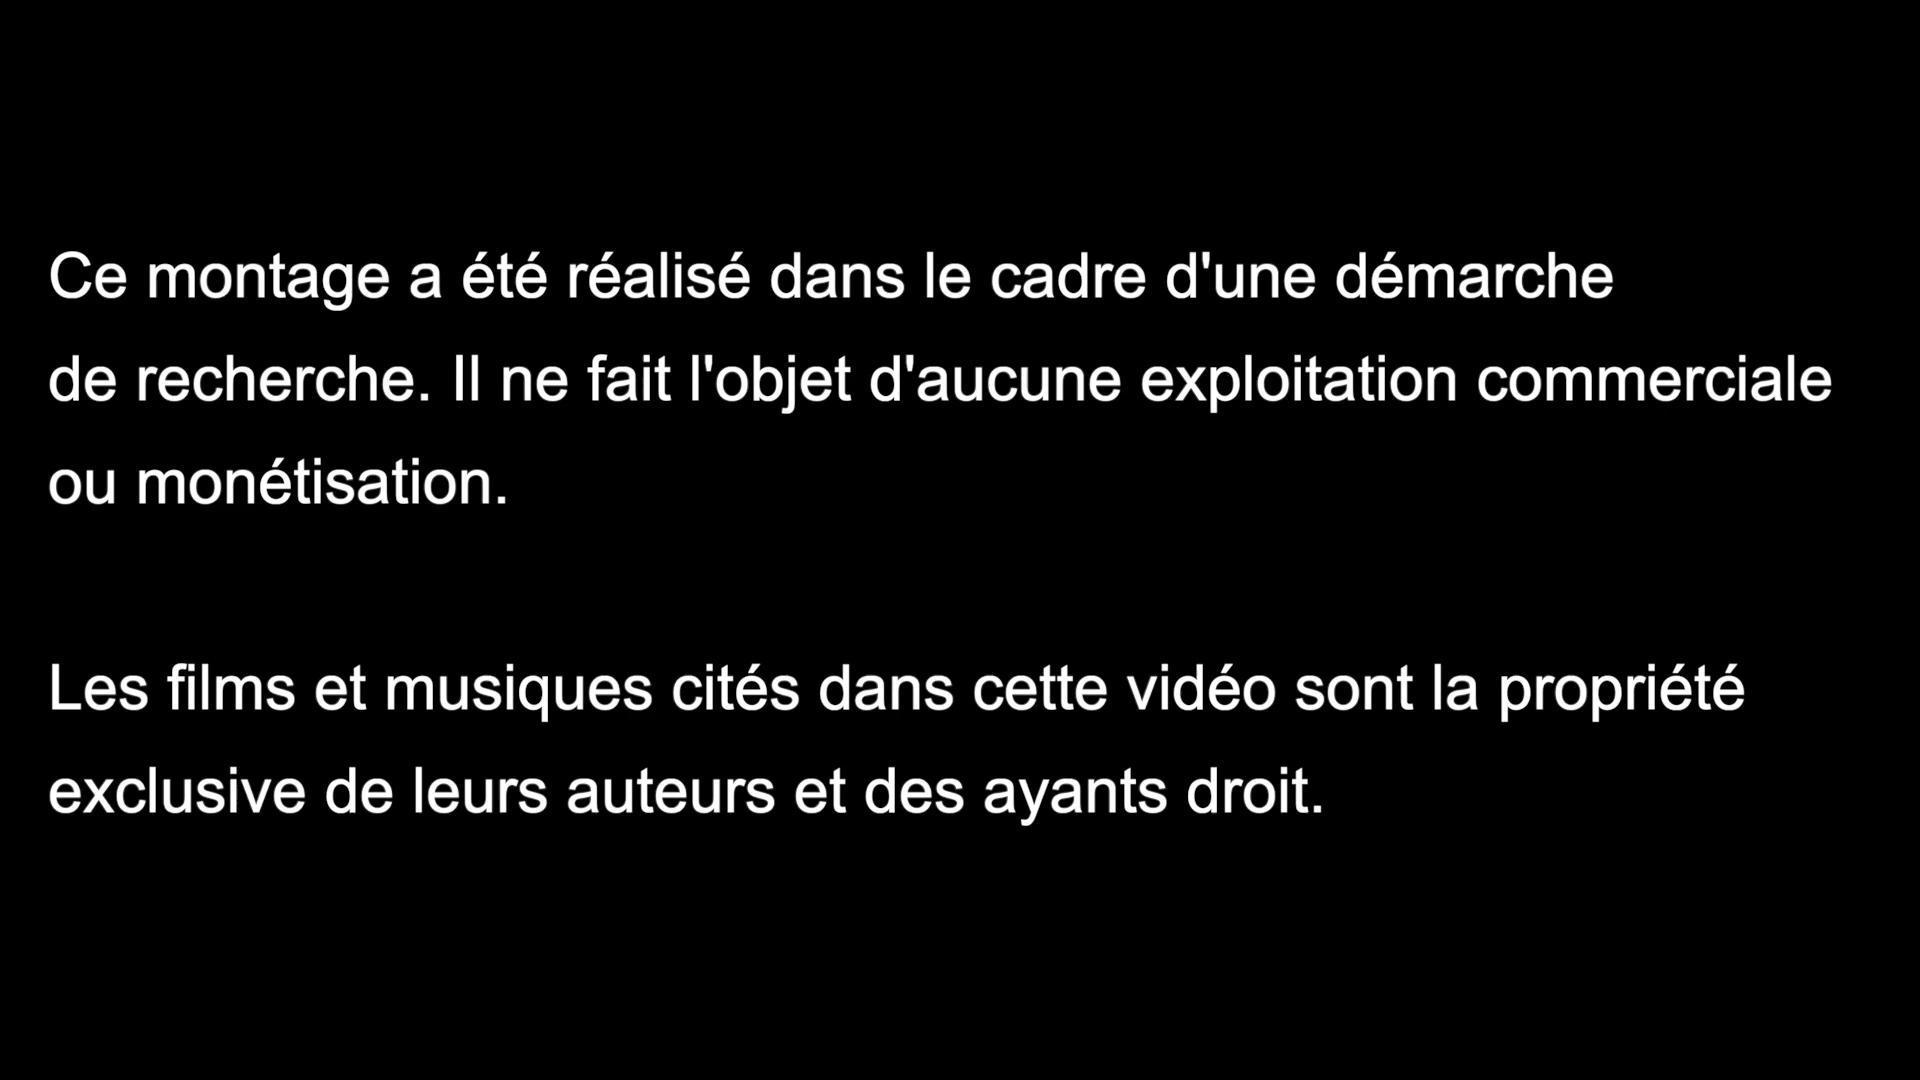 Ce montage a été réalisé dans le cadre d'une démarche
de recherche. Il ne fait l'objet d'aucune exploitation commerciale
ou monétisation.
Les films et musiques cités dans cette vidéo sont la propriété
exclusive de leurs auteurs et des ayants droit.